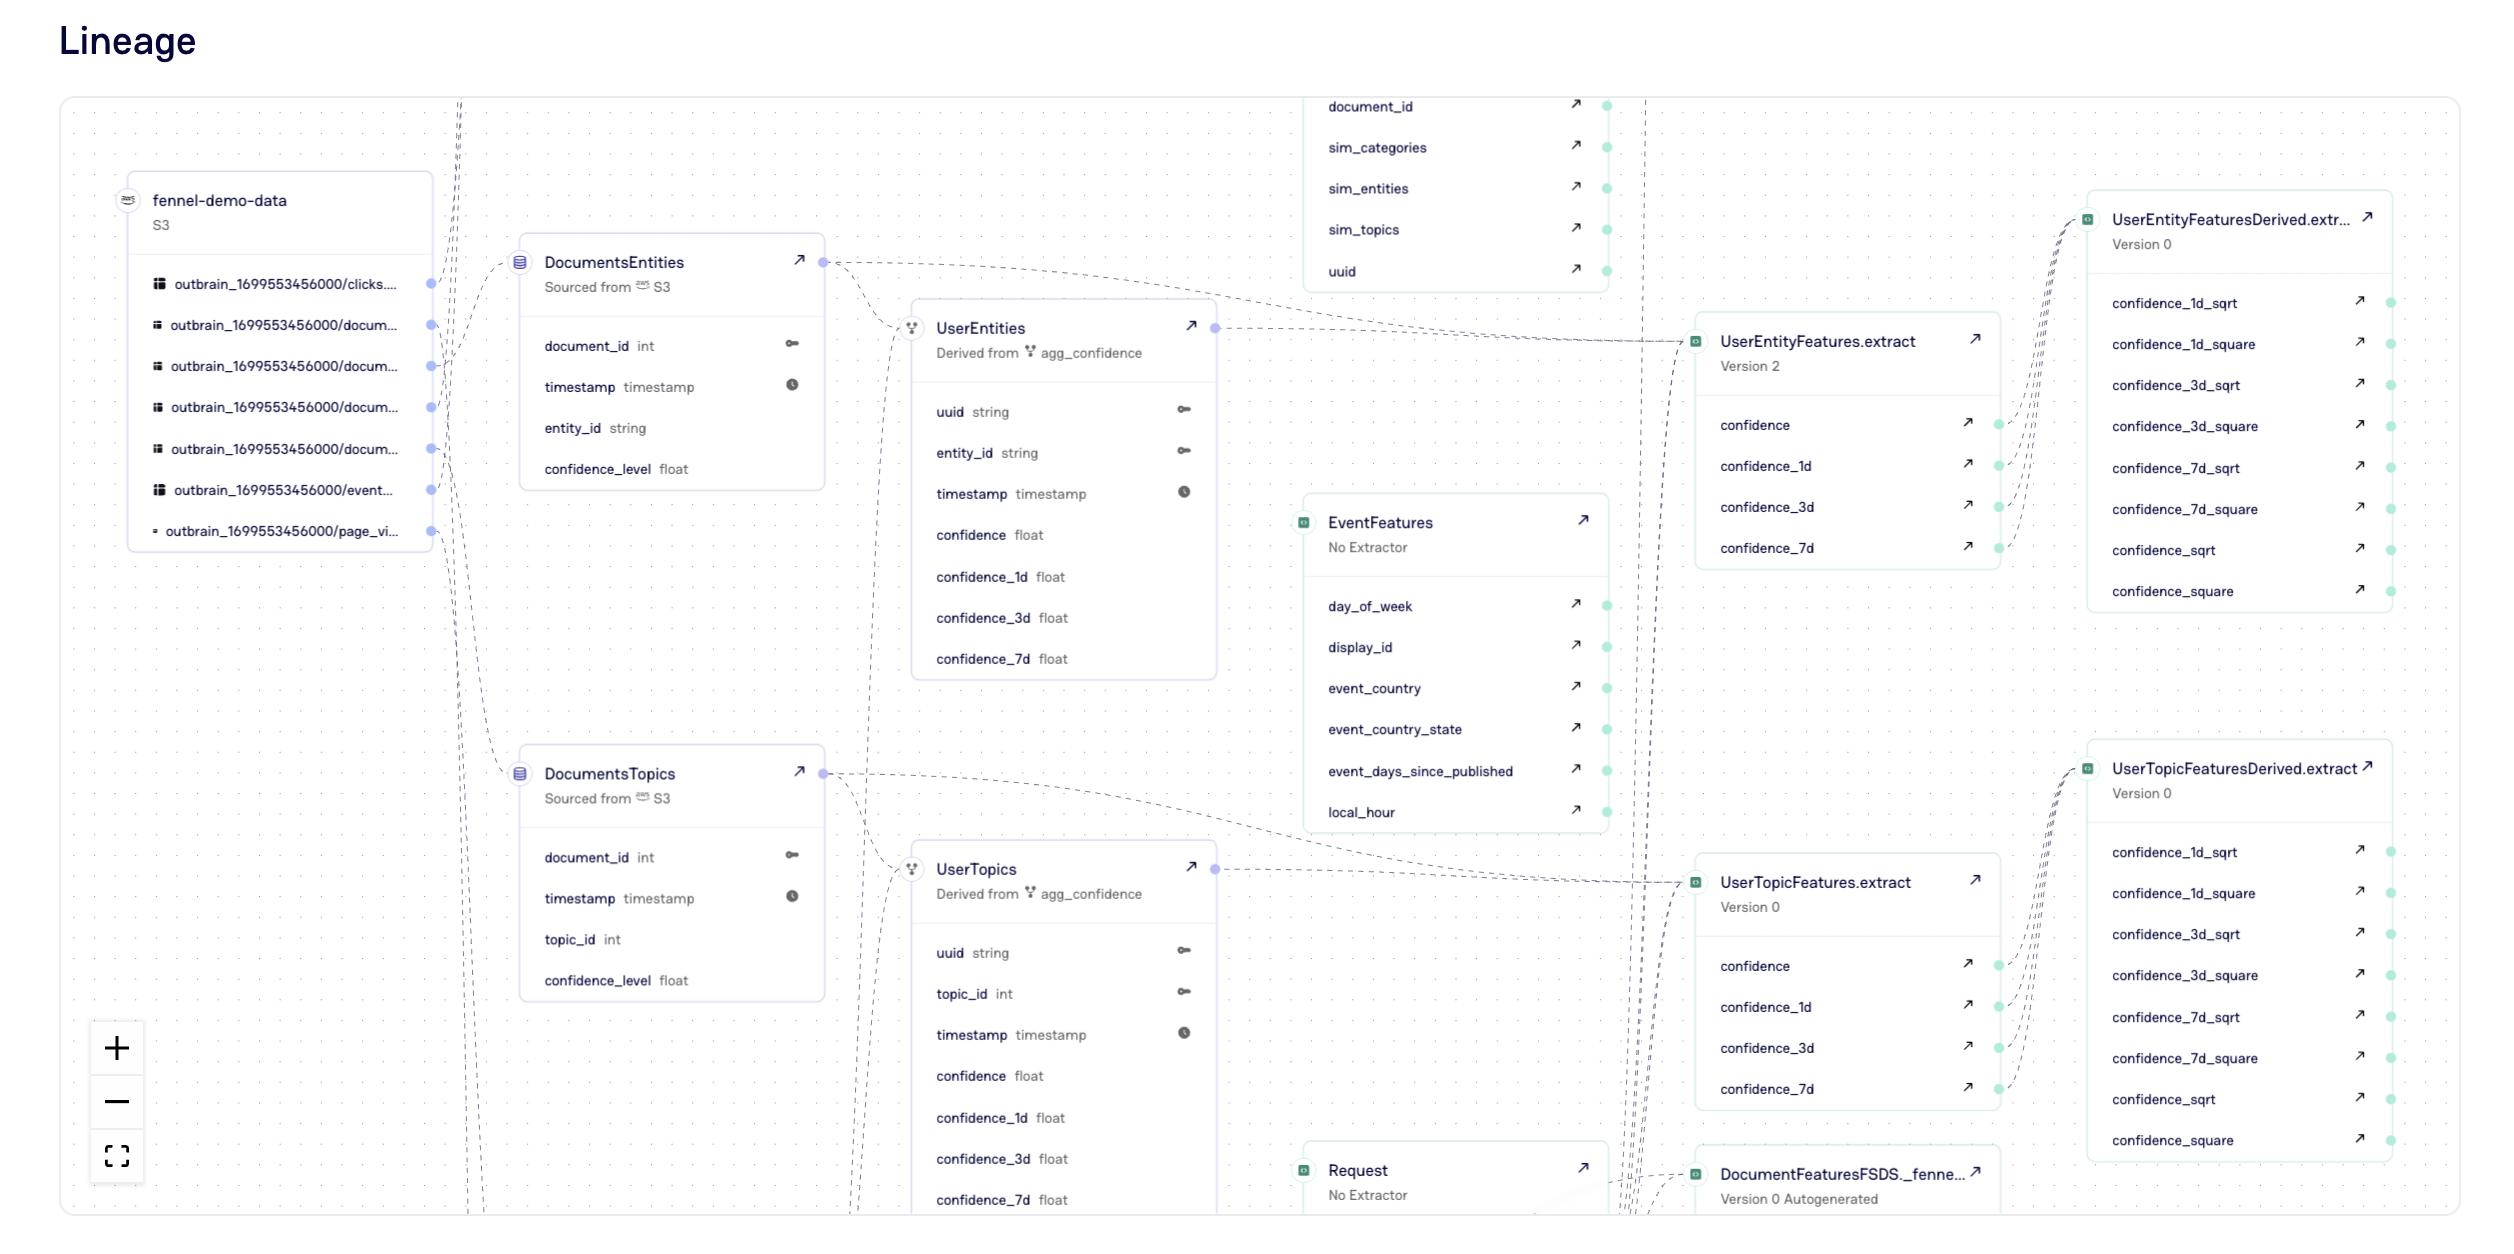 Lineage
fennel-demo-data
S3
outbrain_1699553456000/clicks....
outbrain_1699553456000/docum...
outbrain_1699553456000/docum...
outbrain_1699553456000/docum...
outbrain_1699553456000/docum...
outbrain_1699553456000/event...
outbrain_1699553456000/page_vi...
DocumentsEntities
Sourced from aws S3
document_id int
timestamp timestamp
entity_id string
confidence_level float
DocumentsTopics
Sourced from aws S3
document_id int
timestamp timestamp
topic_id int
confidence_level float
UserEntities
Derived from agg_confidence
uuid string
entity_id string
timestamp timestamp
confidence float
confidence_1d float
confidence_3d float
confidence_7d float
UserTopics
Derived from agg_confidence
uuid string
topic_id int
timestamp timestamp
confidence float
confidence_1d float
confidence_3d float
confidence_7d float
document_id
sim_categories
sim_entities
sim_topics
uuid
EventFeatures
No Extractor
day_of_week
display_id
event_country
event_country_state
event_days_since_published
local_hour
Request
No Extractor
UserEntityFeatures.extract
Version 2
confidence
confidence_1d
confidence_3d
confidence_7d
UserTopicFeatures.extract
Version 0
confidence
confidence_1d
confidence_3d
confidence_7d
DocumentFeaturesFSDS._fenne...
Version 0 Autogenerated
UserEntityFeaturesDerived.extr...
Version 0
confidence_1d_sqrt
confidence_1d_square
confidence_3d_sqrt
confidence_3d_square
confidence_7d_sqrt
confidence_7d_square
confidence_sqrt
confidence_square
UserTopicFeaturesDerived.extract
Version 0
confidence_1d_sqrt
confidence_1d_square
confidence_3d_sqrt
confidence_3d_square
confidence_7d_sqrt
confidence_7d_square
confidence_sqrt
confidence_square